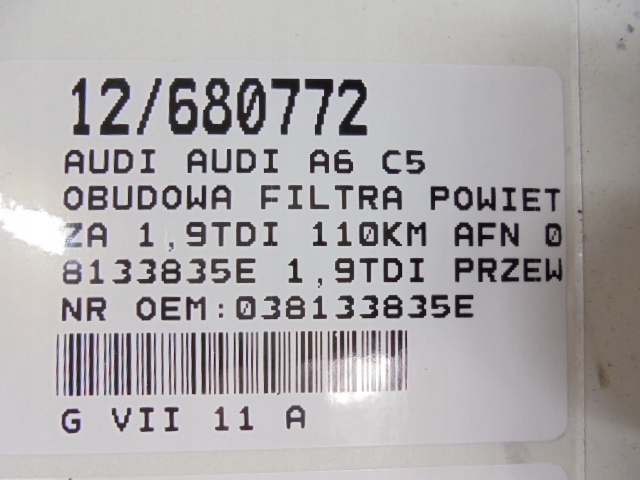 12/680772
AUDI AUDI A6 C5
OBUDOWA FILTRA POWIET
ZA 1,9TDI 110KM AFN 0
8133835E 1,9TDI PRZEW
NR OEM:038133835E
G VII 11 A